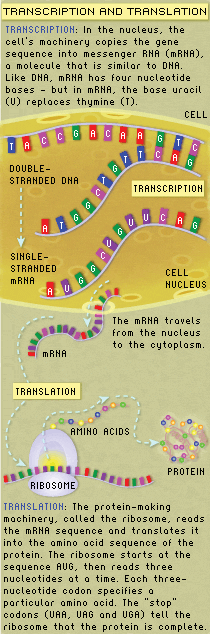 TRANSCRIPTION AND TRANSLATION
TRANSCRIPTION: In the nucleus, the
cell's machinery copies the gene
sequence into messenger RNA (mRNA),
a molecule that is similar to DNA.
Like DNA, mRNA has four nucleotide
bases - but in mRNA, the base uracil
(U) replaces thymine (T).
CELL
T A C C G A C A A G T C
A T G G C T G T T C A G
DOUBLE-
STRANDED DNA
TRANSCRIPTION
SINGLE-
STRANDED
mRNA
A U G G C U G U U C A G
CELL
NUCLEUS
The mRNA travels
from the nucleus
to the cytoplasm.
mRNA
TRANSLATION
AMINO ACIDS
PROTEIN
RIBOSOME
TRANSLATION: The protein-making
machinery, called the ribosome, reads
the mRNA sequence and translates it
into the amino acid sequence of the
protein. The ribosome starts at the
sequence AUG, then reads three
nucleotides at a time. Each three-
nucleotide codon specifies a
particular amino acid. The "stop"
codons (UAA, UAG and UGA) tell
the ribosome that the protein is complete.